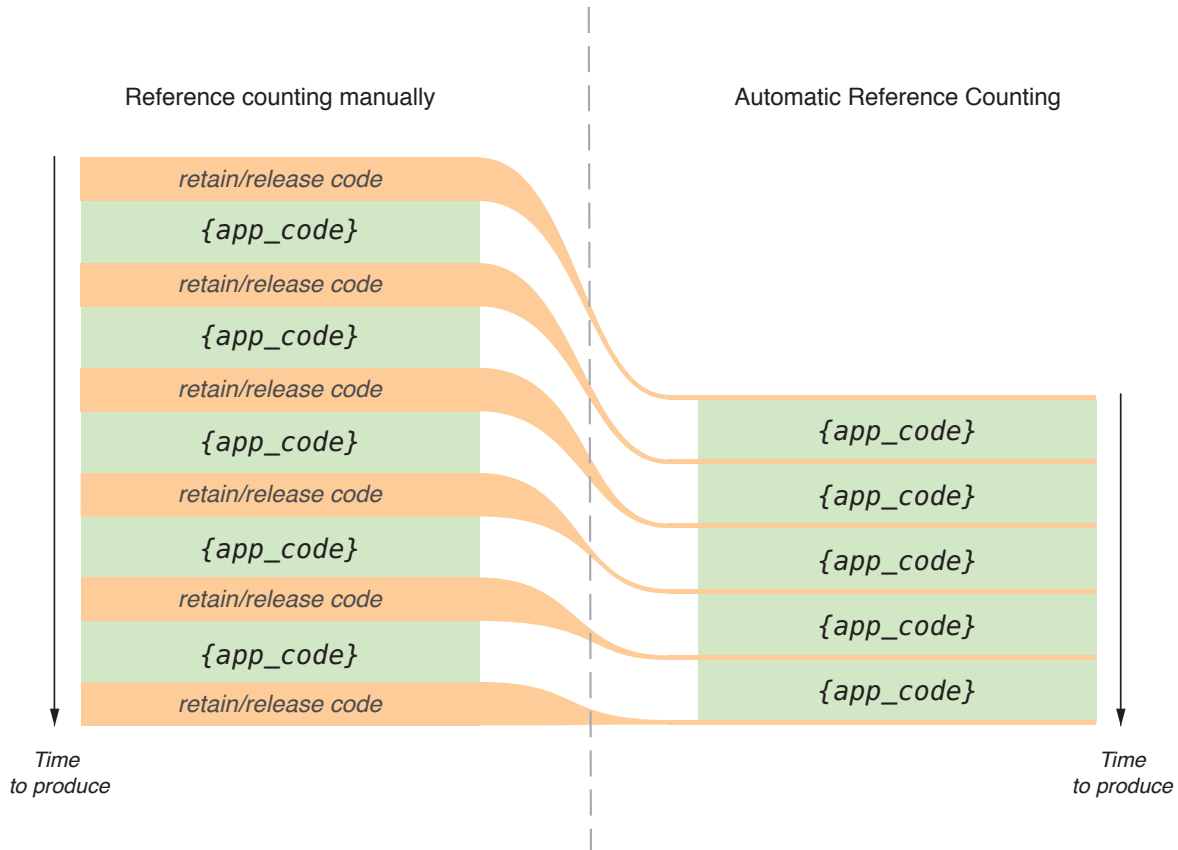 Reference counting manually
Automatic Reference Counting
retain/release code
{app_code}
retain/release code
{app_code}
retain/release code
{app_code}
retain/release code
{app_code}
retain/release code
{app_code}
retain/release code
Time
to produce
{app_code}
{app_code}
{app_code}
{app_code}
{app_code}
Time
to produce